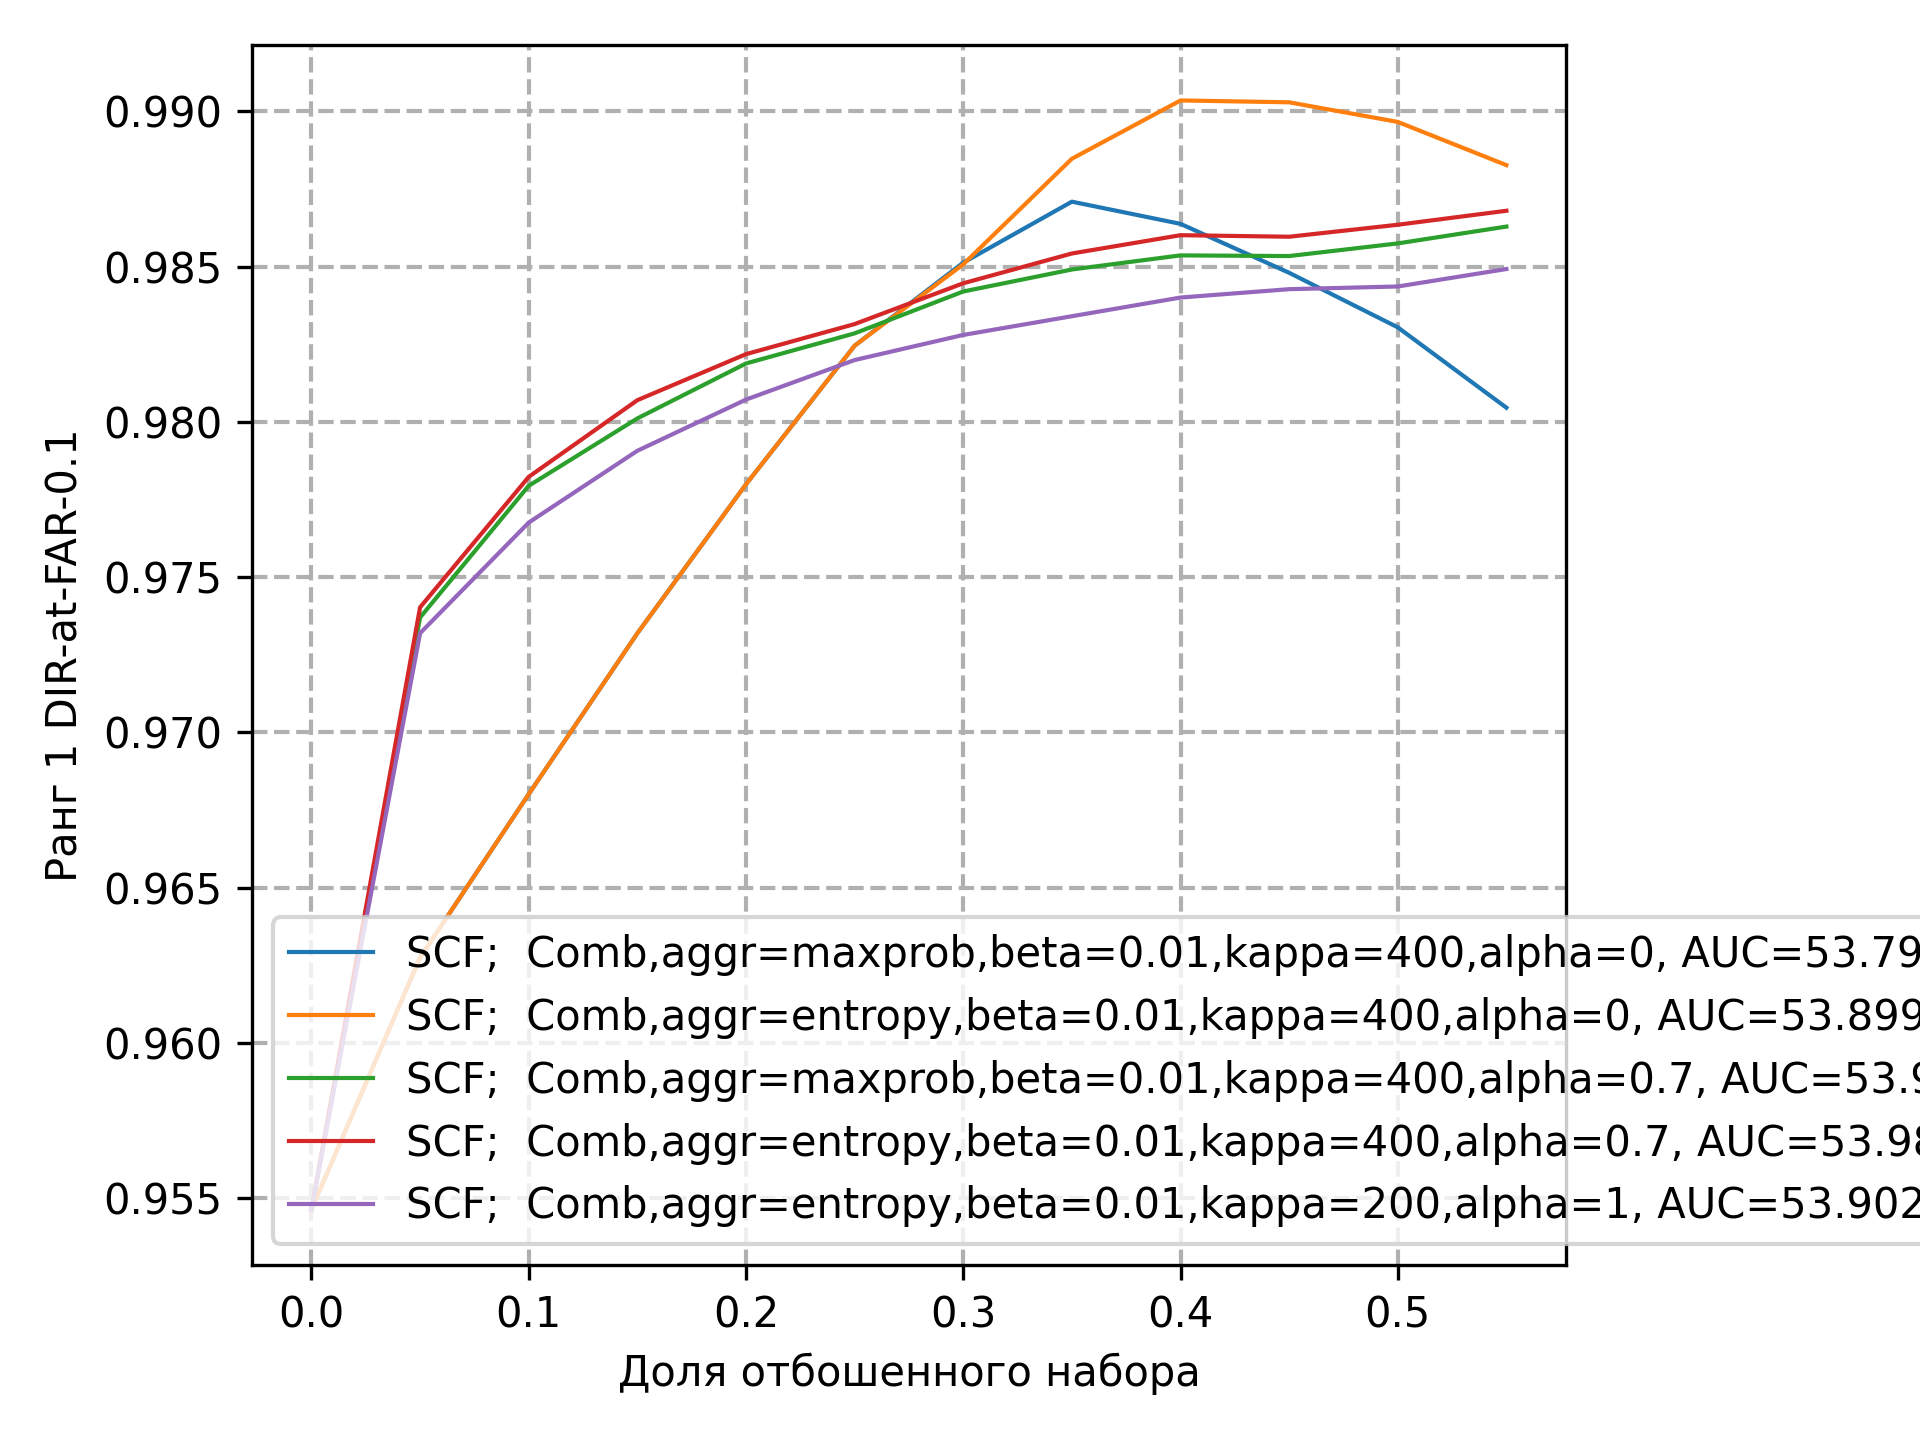 0.990
0.985
0.980
0.975
0.970
0.965
0.960
0.955
Ранг 1 DIR-at-FAR-0.1
SCF;  Comb,aggr=maxprob,beta=0.01,kappa=400,alpha=0, AUC=53.79
SCF;  Comb,aggr=entropy,beta=0.01,kappa=400,alpha=0, AUC=53.899
SCF;  Comb,aggr=maxprob,beta=0.01,kappa=400,alpha=0.7, AUC=53.9
SCF;  Comb,aggr=entropy,beta=0.01,kappa=400,alpha=0.7, AUC=53.98
SCF;  Comb,aggr=entropy,beta=0.01,kappa=200,alpha=1, AUC=53.902
0.0 0.1 0.2 0.3 0.4 0.5
Доля отбошенного набора